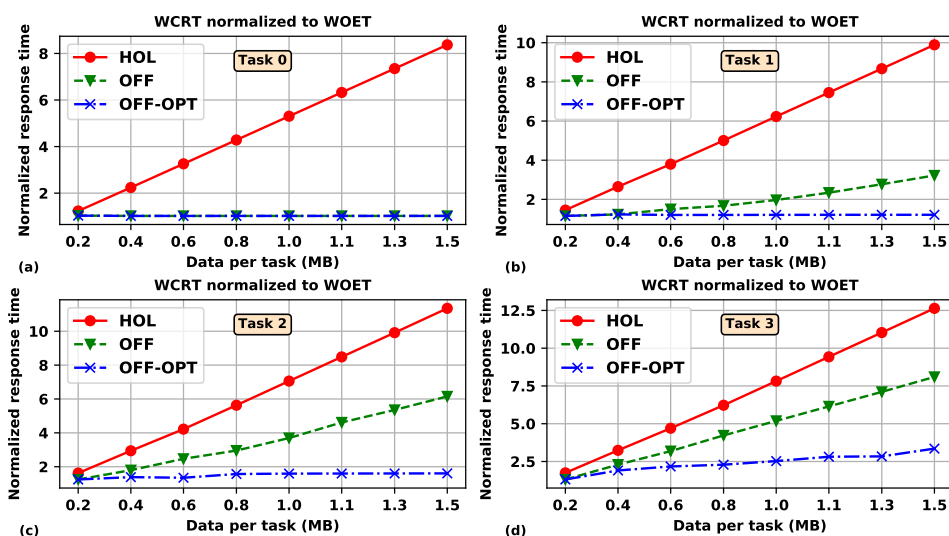 WCRT normalized to WOET
Normalized response time
8
6
4
2
HOL
OFF
OFF-OPT
Task 0
0.2 0.4 0.6 0.8 1.0 1.1 1.3 1.5
Data per task (MB)
(a)
WCRT normalized to WOET
Normalized response time
10
8
6
4
2
HOL
OFF
OFF-OPT
Task 1
0.2 0.4 0.6 0.8 1.0 1.1 1.3 1.5
Data per task (MB)
(b)
WCRT normalized to WOET
Normalized response time
10
8
6
4
2
HOL
OFF
OFF-OPT
Task 2
0.2 0.4 0.6 0.8 1.0 1.1 1.3 1.5
Data per task (MB)
(c)
WCRT normalized to WOET
Normalized response time
12.5
10.0
7.5
5.0
2.5
HOL
OFF
OFF-OPT
Task 3
0.2 0.4 0.6 0.8 1.0 1.1 1.3 1.5
Data per task (MB)
(d)